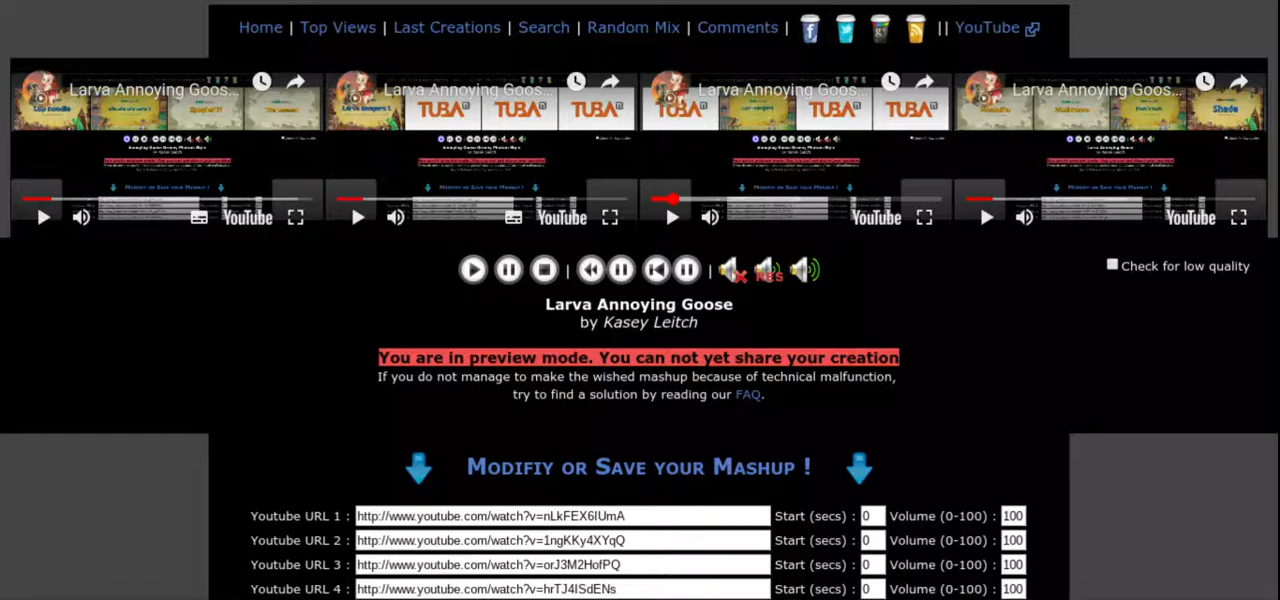 Home | Top Views | Last Creations | Search | Random Mix | Comments | || YouTube
Larva Annoying Goos... Larva Annoying Goos... Larva Annoying Goos... Larva Annoying Goos...
TUBA TUBA TUBA TUBA TUBA TUBA
YouTube YouTube YouTube YouTube
| | RES
Check for low quality
Larva Annoying Goose
by Kasey Leitch
You are in preview mode. You can not yet share your creation
If you do not manage to make the wished mashup because of technical malfunction,
try to find a solution by reading our FAQ.
Modifiy or Save your Mashup !
Youtube URL 1 : http://www.youtube.com/watch?v=nLkFEX6IUmA Start (secs) : 0 Volume (0-100) : 100
Youtube URL 2 : http://www.youtube.com/watch?v=1ngKKy4XYqQ Start (secs) : 0 Volume (0-100) : 100
Youtube URL 3 : http://www.youtube.com/watch?v=orJ3M2HofPQ Start (secs) : 0 Volume (0-100) : 100
Youtube URL 4 : http://www.youtube.com/watch?v=hrTJ4ISdENs Start (secs) : 0 Volume (0-100) : 100